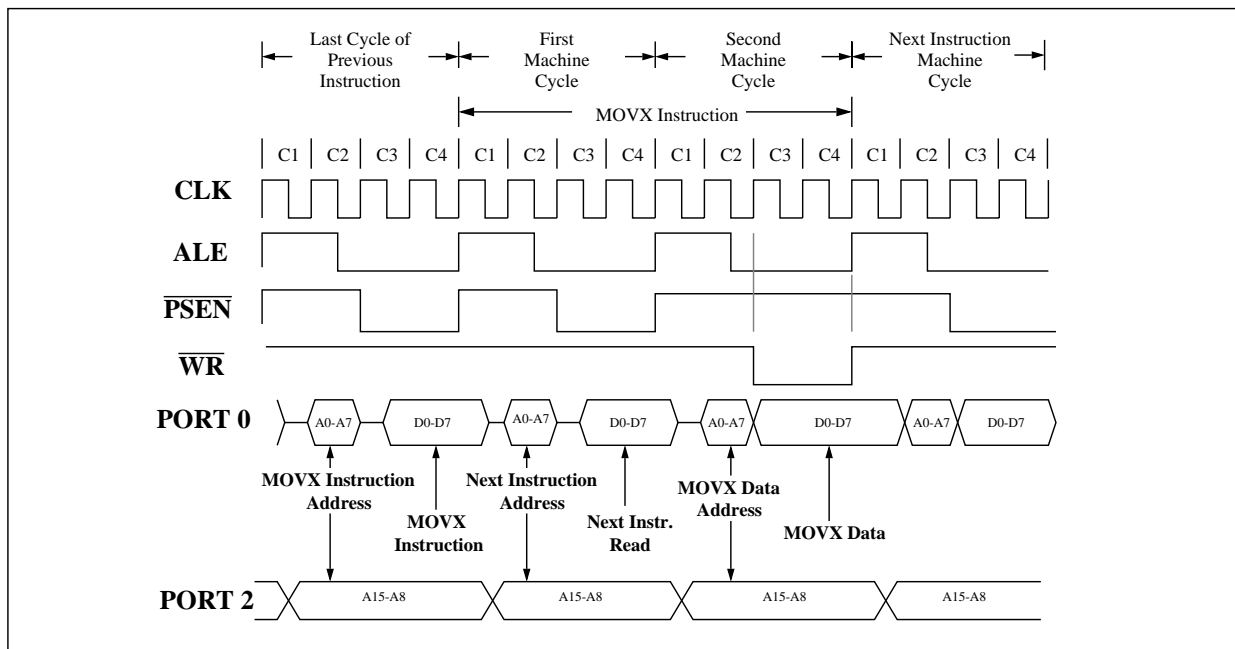 Last Cycle of
Previous
Instruction
First
Machine
Cycle
Second
Machine
Cycle
Next Instruction
Machine
Cycle
MOVX Instruction
C1 C2 C3 C4 C1 C2 C3 C4 C1 C2 C3 C4 C1 C2 C3 C4
CLK
ALE
PSEN
WR
PORT 0
A0-A7 D0-D7 A0-A7 D0-D7 A0-A7 D0-D7 A0-A7 D0-D7
MOVX Instruction
Address
MOVX
Instruction
Next Instruction
Address
Next Instr.
Read
MOVX Data
Address
MOVX Data
PORT 2
A15-A8 A15-A8 A15-A8 A15-A8